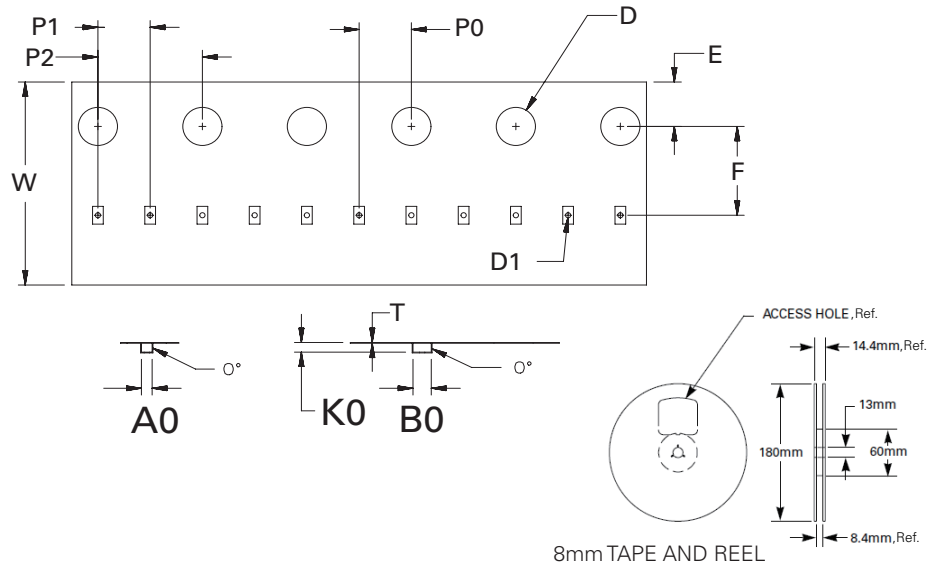 P1
P2
P0
D
E
W
F
D1
T
0°
0°
A0
K0
B0
ACCESS HOLE, Ref.
14.4mm, Ref.
13mm
180mm
60mm
8.4mm, Ref.
8mm TAPE AND REEL